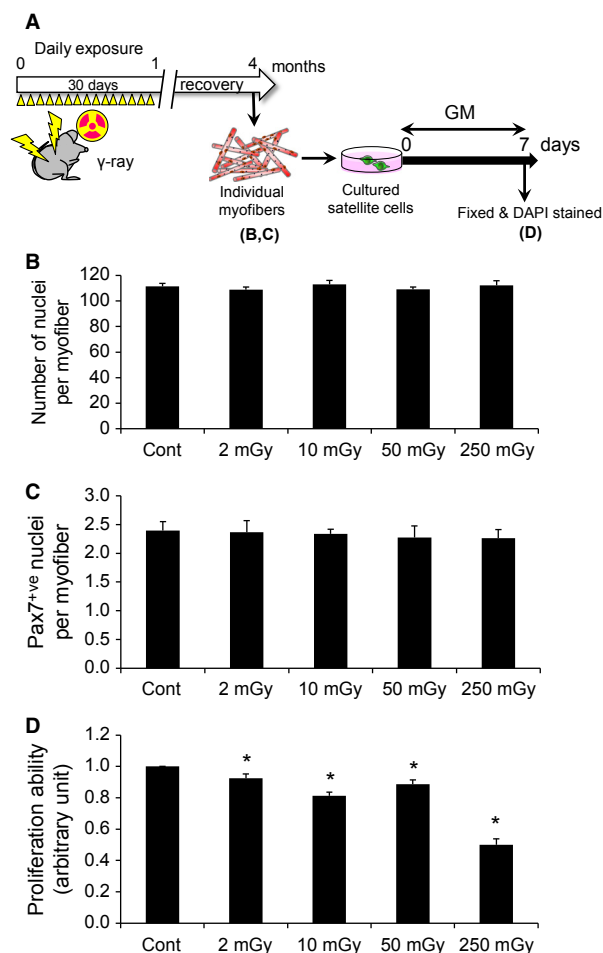 A
Daily exposure
0 1 4 months
30 days recovery
γ-ray
GM
0 7 days
Individual
myofibers
(B,C)
Cultured
satellite cells
Fixed & DAPI stained
(D)
B
Number of nuclei
per myofiber
120
100
80
60
40
20
0
Cont 2 mGy 10 mGy 50 mGy 250 mGy
C
Pax7+ve nuclei
per myofiber
3.0
2.5
2.0
1.5
1.0
0.5
0.0
Cont 2 mGy 10 mGy 50 mGy 250 mGy
D
Proliferation ability
(arbitrary unit)
1.2
1.0
0.8
0.6
0.4
0.2
0.0
* * * *
Cont 2 mGy 10 mGy 50 mGy 250 mGy